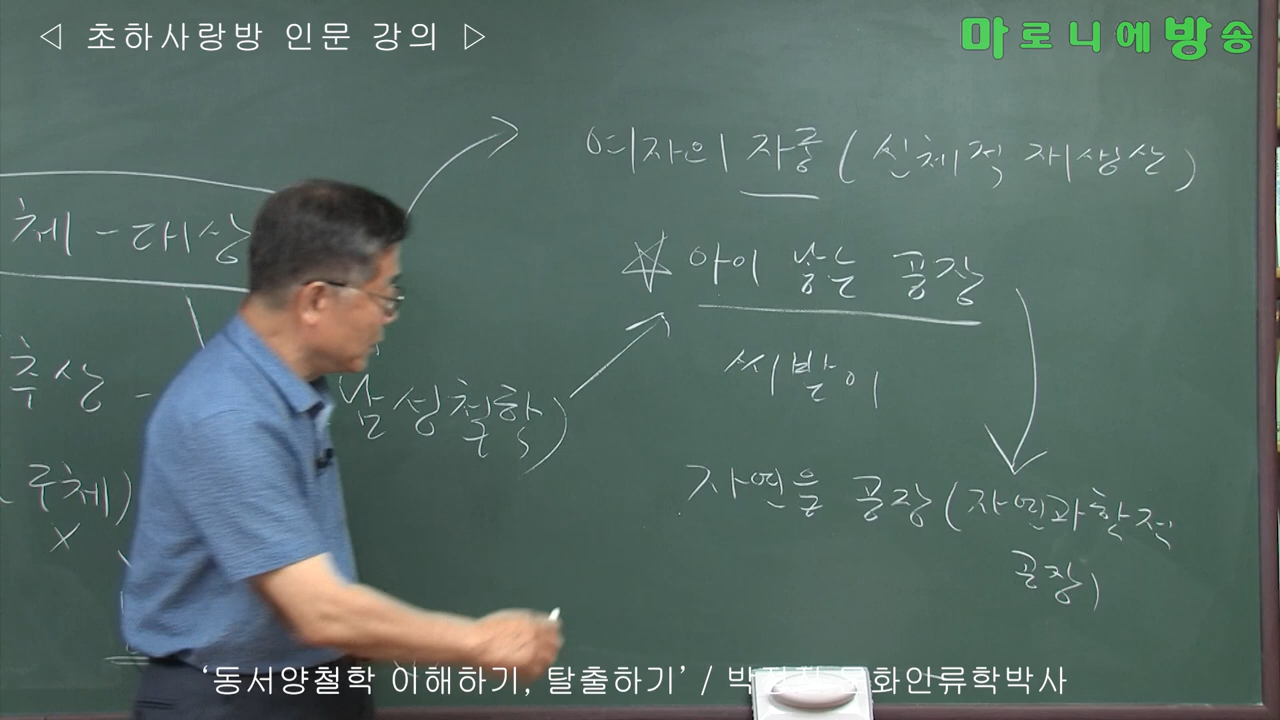 ◁ 초하사랑방 인문 강의 ▷
마로니에방송
여자의 자궁 (신체적 재생산)
체 - 대상
☆ 아이 낳는 공장
추상 -
남성철학)
씨받이
주체)
×
자연을 공장 (자연과학적
공장)
‘동서양철학 이해하기, 탈출하기’ / 박 문화인류학박사